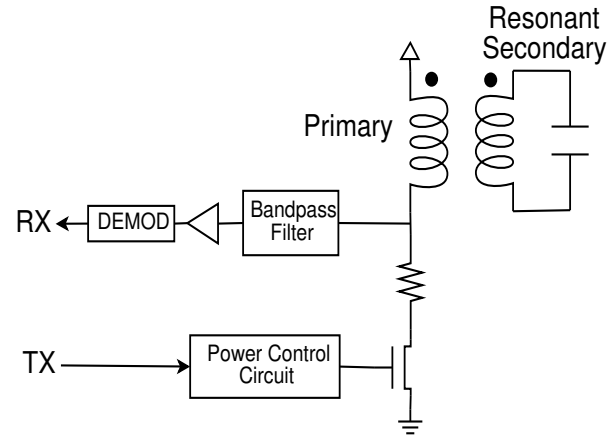 Resonant
Secondary
Primary
RX
DEMOD
Bandpass
Filter
TX
Power Control
Circuit